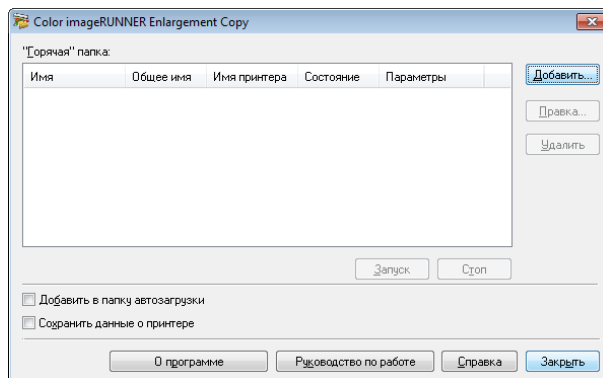 Color imageRUNNER Enlargement Copy
"Горячая" папка:
Имя Общее имя Имя принтера Состояние Параметры
Добавить...
Правка...
Удалить
Запуск Стоп
Добавить в папку автозагрузки
Сохранить данные о принтере
О программе Руководство по работе Справка Закрыть